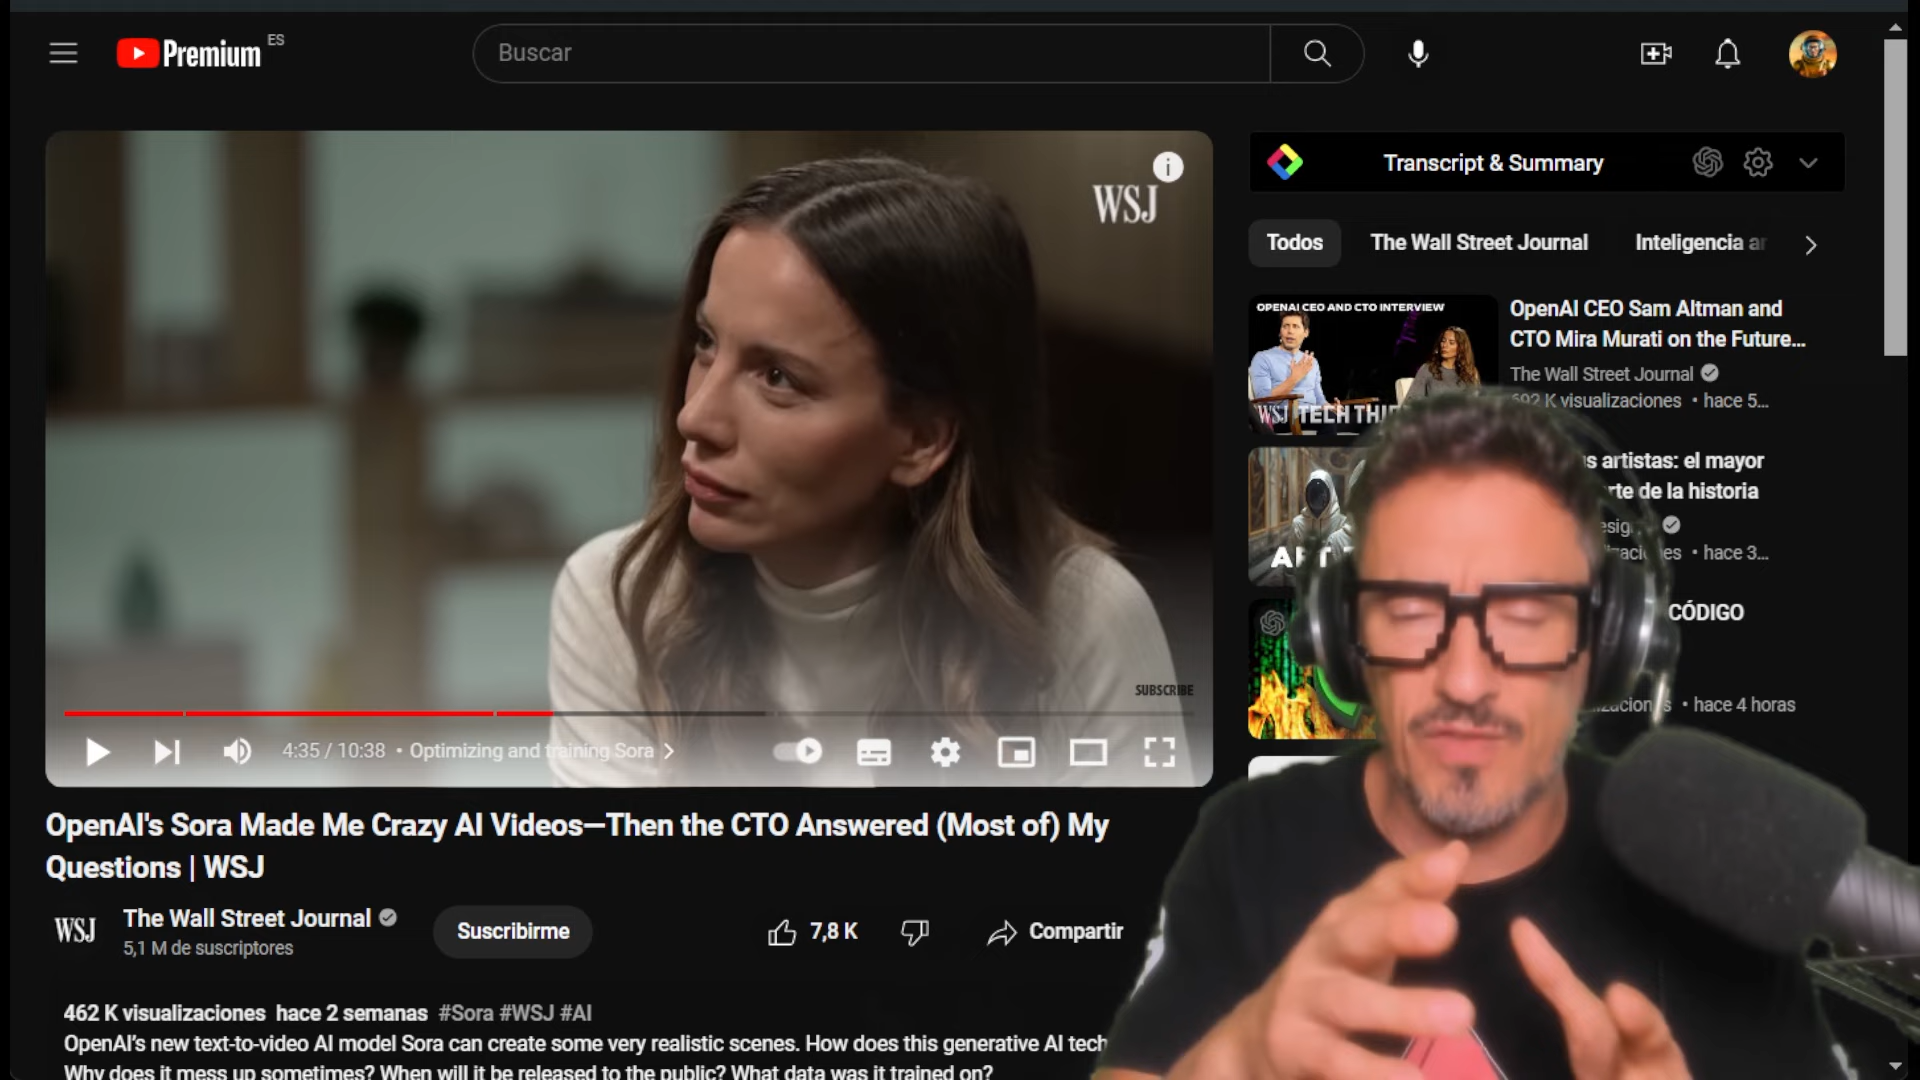 Premium ES
Buscar
WSJ
SUBSCRIBE
4:35 / 10:38 • Optimizing and training Sora
OpenAI's Sora Made Me Crazy AI Videos—Then the CTO Answered (Most of) My
Questions | WSJ
WSJ
The Wall Street Journal
5,1 M de suscriptores
Suscribirme
7,8 K
Compartir
462 K visualizaciones hace 2 semanas #Sora #WSJ #AI
OpenAI's new text-to-video AI model Sora can create some very realistic scenes. How does this generative AI tech
Why does it mess up sometimes? When will it be released to the public? What data was it trained on?
Transcript & Summary
Todos
The Wall Street Journal
Inteligencia
OPENAI CEO AND CTO INTERVIEW
WSJ TECH
OpenAI CEO Sam Altman and
CTO Mira Murati on the Future...
The Wall Street Journal
692 K visualizaciones • hace 5...
artistas: el mayor
de la historia
• hace 3...
CÓDIGO
• hace 4 horas